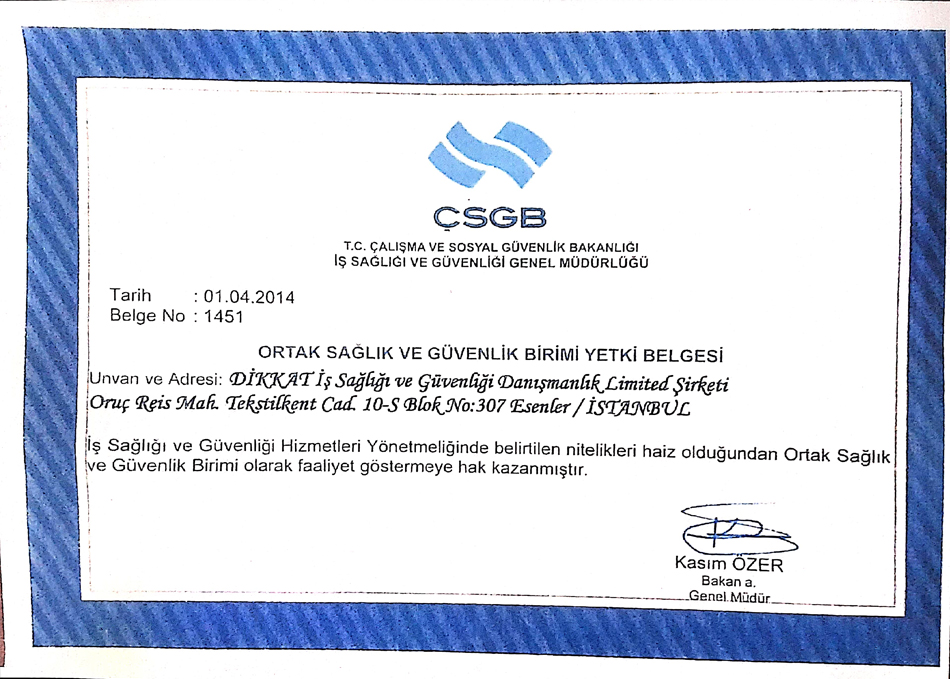 ÇSGB
T.C. ÇALIŞMA VE SOSYAL GÜVENLİK BAKANLIĞI
İŞ SAĞLIĞI VE GÜVENLİĞİ GENEL MÜDÜRLÜĞÜ
Tarih : 01.04.2014
Belge No : 1451
ORTAK SAĞLIK VE GÜVENLİK BİRİMİ YETKİ BELGESİ
Unvan ve Adresi: DİKKAT İş Sağlığı ve Güvenliği Danışmanlık Limited Şirketi
Oruç Reis Mah. Tekstilkent Cad. 10-S Blok No:307 Esenler / İSTANBUL
İş Sağlığı ve Güvenliği Hizmetleri Yönetmeliğinde belirtilen nitelikleri haiz olduğundan Ortak Sağlık
ve Güvenlik Birimi olarak faaliyet göstermeye hak kazanmıştır.
Kasım ÖZER
Bakan a.
Genel Müdür